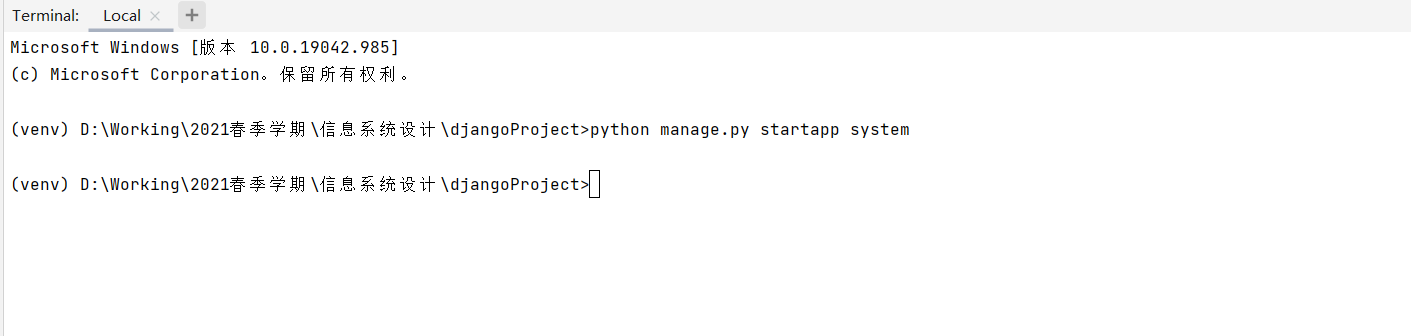 Terminal: Local × +
Microsoft Windows [版本 10.0.19042.985]
(c) Microsoft Corporation。保留所有权利。
(venv) D:\Working\2021春季学期\信息系统设计\djangoProject>python manage.py startapp system
(venv) D:\Working\2021春季学期\信息系统设计\djangoProject>